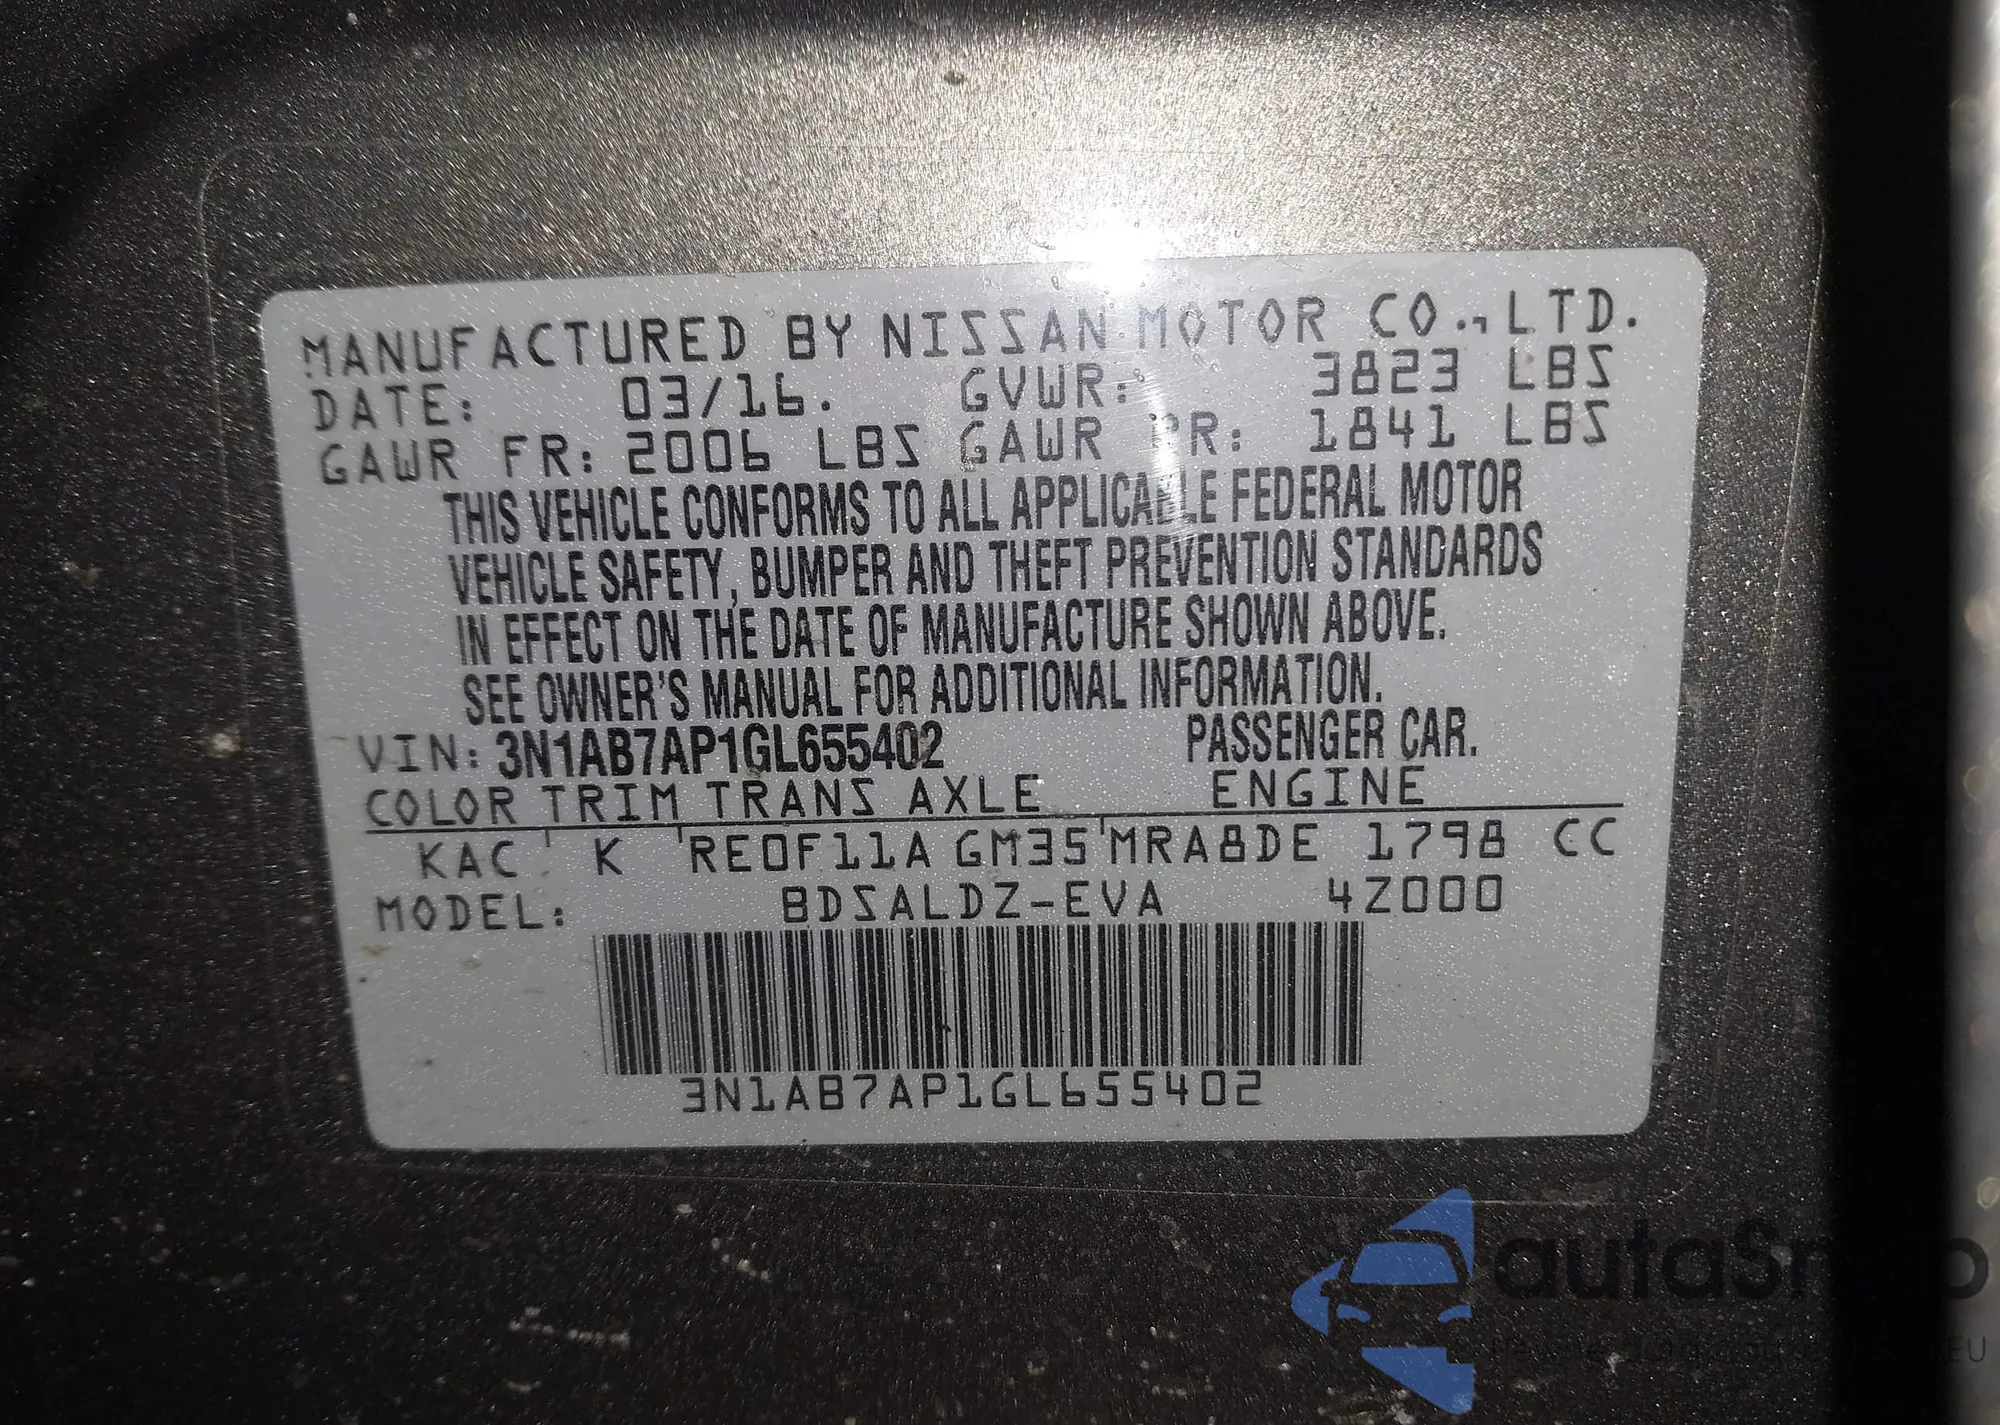 MANUFACTURED BY NISSAN MOTOR CO., LTD.
DATE: 03/16. GVWR: 3823 LBS
GAWR FR: 2006 LBS GAWR RR: 1841 LBS
THIS VEHICLE CONFORMS TO ALL APPLICABLE FEDERAL MOTOR
VEHICLE SAFETY, BUMPER AND THEFT PREVENTION STANDARDS
IN EFFECT ON THE DATE OF MANUFACTURE SHOWN ABOVE.
SEE OWNER'S MANUAL FOR ADDITIONAL INFORMATION.
VIN: 3N1AB7AP1GL655402 PASSENGER CAR.
COLOR TRIM TRANS AXLE ENGINE
KAC K RE0F11A GM35 MRA8DE 1798 CC
MODEL: BDSALDZ-EVA 4Z000
3N1AB7AP1GL655402
autaSnap